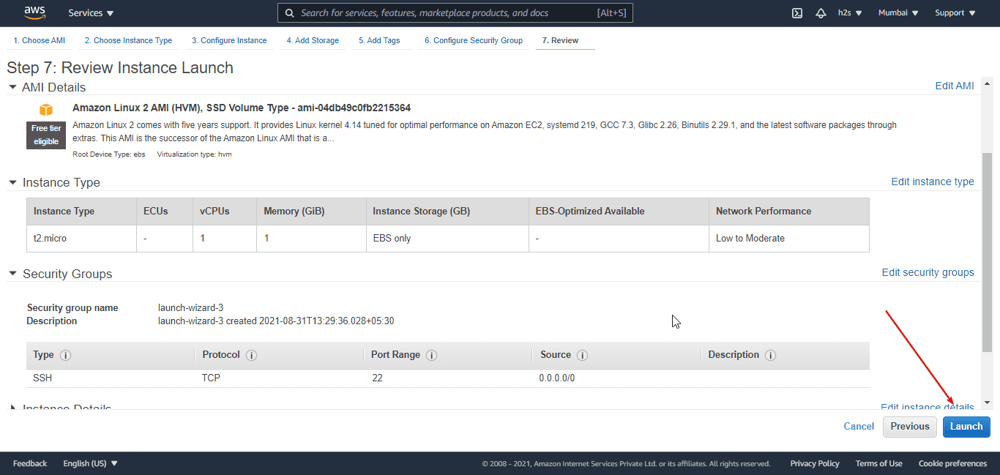 aws Services Search for services, features, marketplace products, and docs [Alt+S] h2s Mumbai Support
1. Choose AMI 2. Choose Instance Type 3. Configure Instance 4. Add Storage 5. Add Tags 6. Configure Security Group 7. Review
Step 7: Review Instance Launch
AMI Details Edit AMI
Amazon Linux 2 AMI (HVM), SSD Volume Type - ami-04db49c0fb2215364
Free tier eligible
Amazon Linux 2 comes with five years support. It provides Linux kernel 4.14 tuned for optimal performance on Amazon EC2, systemd 219, GCC 7.3, Glibc 2.26, Binutils 2.29.1, and the latest software packages through
extras. This AMI is the successor of the Amazon Linux AMI that is a...
Root Device Type: ebs Virtualization type: hvm
Instance Type Edit instance type
Instance Type ECUs vCPUs Memory (GiB) Instance Storage (GB) EBS-Optimized Available Network Performance
t2.micro - 1 1 EBS only - Low to Moderate
Security Groups Edit security groups
Security group name launch-wizard-3
Description launch-wizard-3 created 2021-08-31T13:29:36.028+05:30
Type Protocol Port Range Source Description
SSH TCP 22 0.0.0.0/0
Instance Details Edit instance details
Cancel Previous Launch
Feedback English (US) © 2008 - 2021, Amazon Internet Services Private Ltd. or its affiliates. All rights reserved. Privacy Policy Terms of Use Cookie preferences